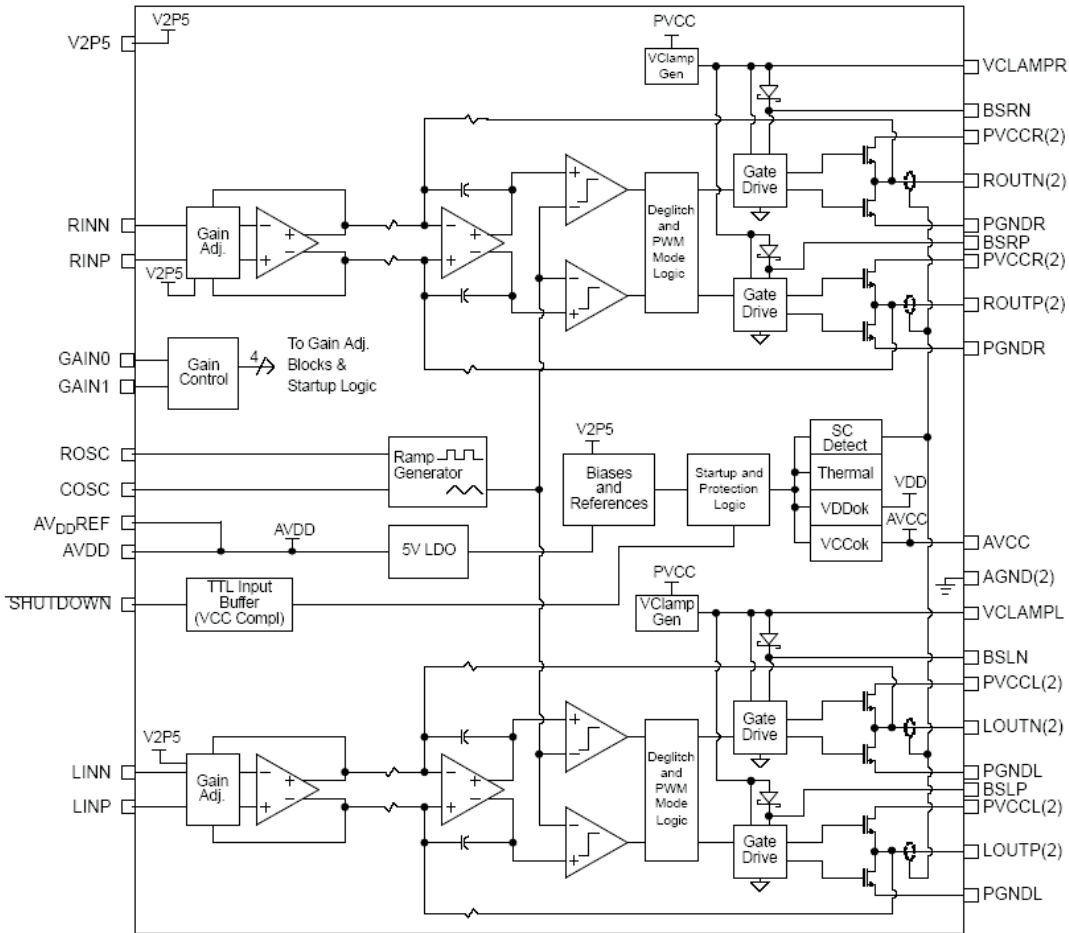 V2P5
V2P5
PVCC
VClamp
Gen
VCLAMPR
BSRN
PVCCR(2)
Gate
Drive
ROUTN(2)
PGNDR
BSRP
PVCCR(2)
Gate
Drive
ROUTP(2)
PGNDR
RINN
RINP
Gain
Adj.
V2P5
- +
+ -
- +
+ -
+
-
-
+
Deglitch
and
PWM
Mode
Logic
GAIN0
GAIN1
Gain
Control
4
To Gain Adj.
Blocks &
Startup Logic
ROSC
COSC
Ramp
Generator
V2P5
Biases
and
References
Startup and
Protection
Logic
SC
Detect
Thermal
VDDok
VCCok
VDD
AVCC
AVCC
AVDDREF
AVDD
AVDD
5V LDO
AGND(2)
SHUTDOWN
TTL Input
Buffer
(VCC Compl)
PVCC
VClamp
Gen
VCLAMPL
BSLN
PVCCL(2)
Gate
Drive
LOUTN(2)
PGNDL
BSLP
PVCCL(2)
Gate
Drive
LOUTP(2)
PGNDL
V2P5
LINN
LINP
Gain
Adj.
- +
+ -
- +
+ -
+
-
-
+
Deglitch
and
PWM
Mode
Logic